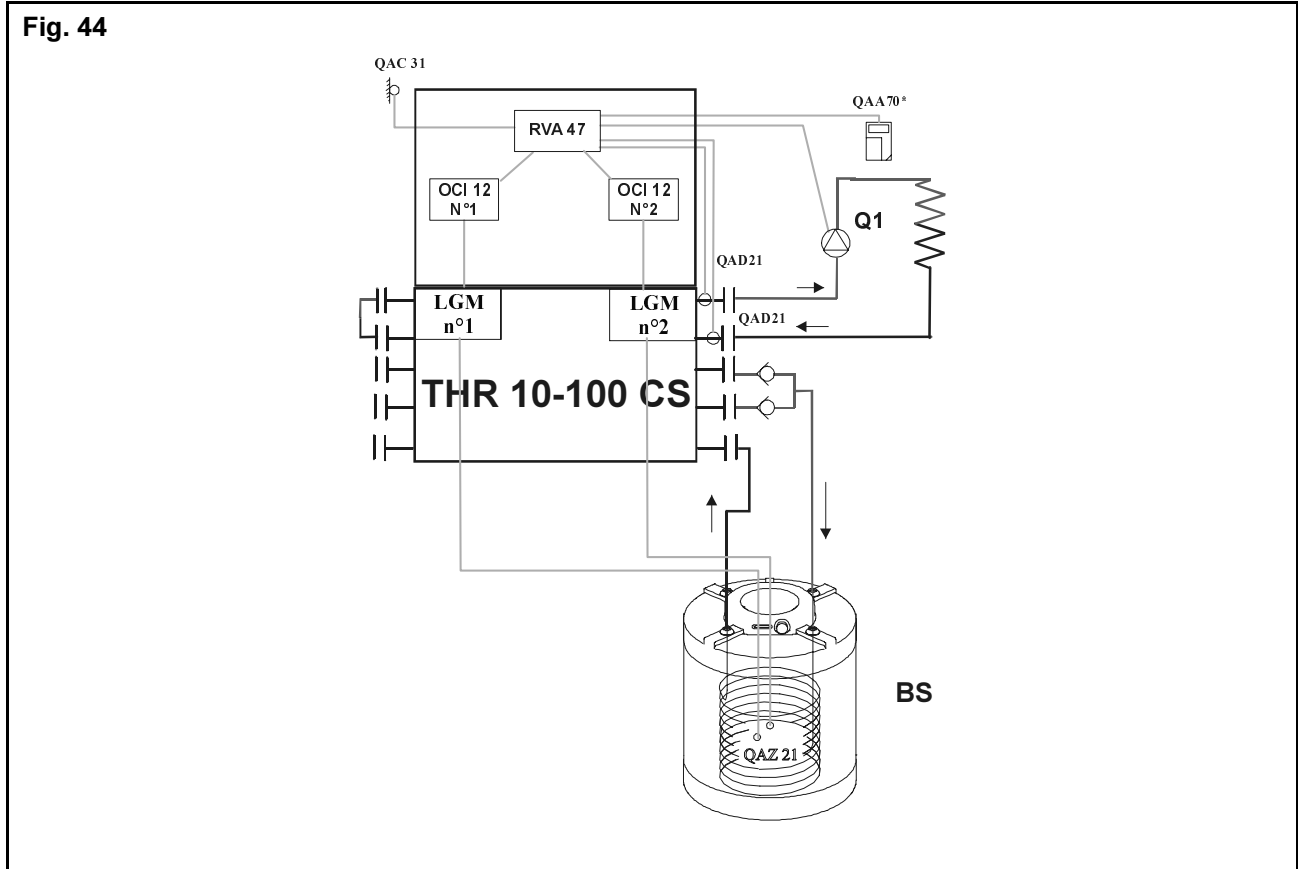 Fig. 44
QAC 31
QAA 70*
RVA 47
OCI 12
N°1
OCI 12
N°2
Q1
QAD21
LGM
n°1
LGM
n°2
QAD21
THR 10-100 CS
BS
QAZ 21